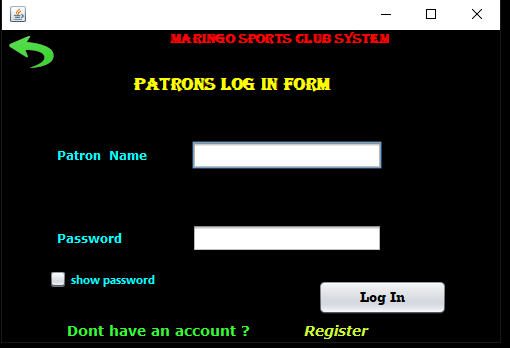 MARINGO SPORTS CLUB SYSTEM
PATRONS LOG IN FORM
Patron Name
Password
show password
Log In
Dont have an account ? Register